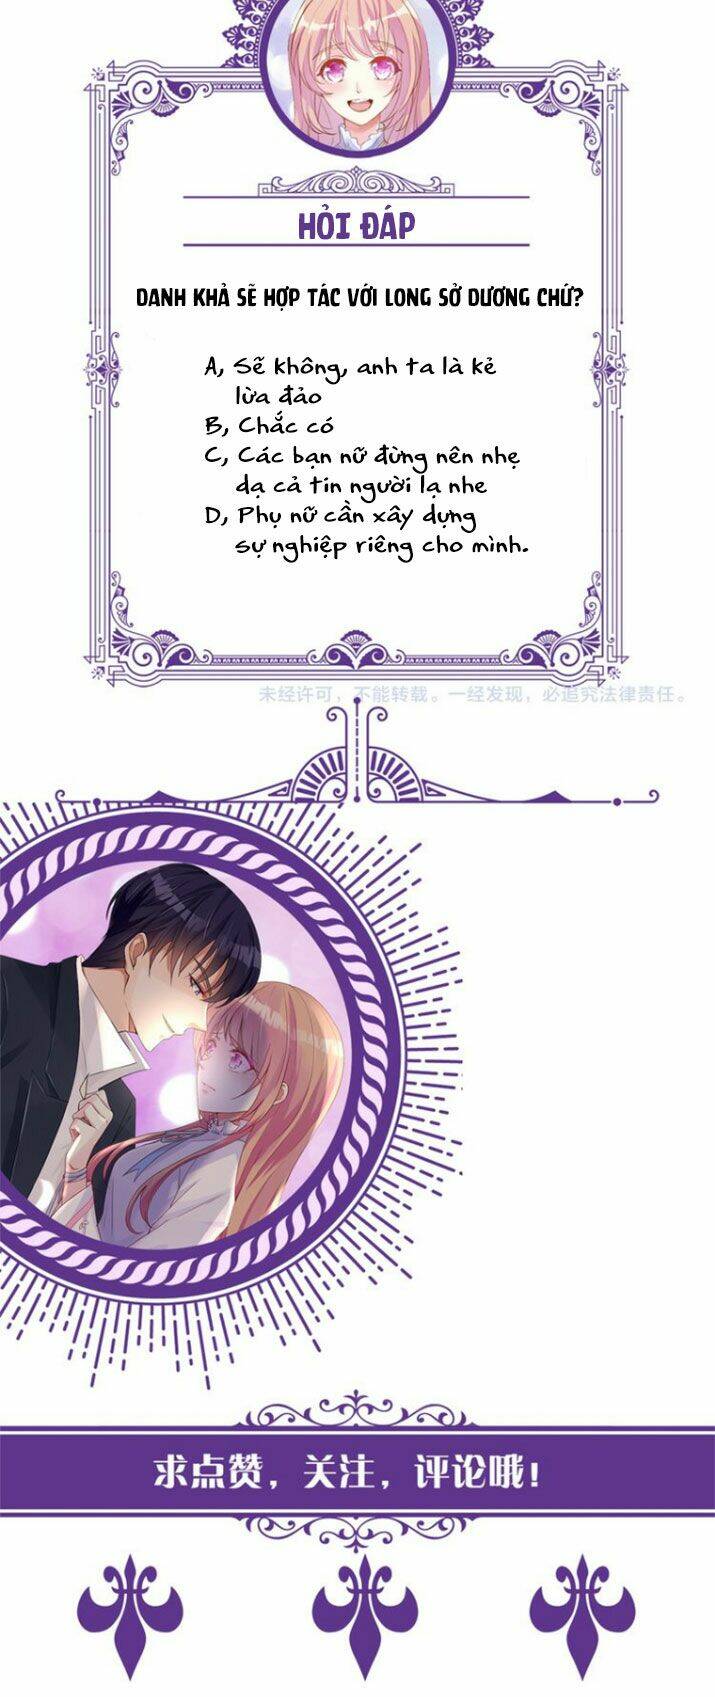 HỎI ĐÁP
DANH KHẢ SẼ HỢP TÁC VỚI LONG SỞ DƯƠNG CHỨ?
A, Sẽ không, anh ta là kẻ
lừa đảo
B, Chắc có
C, Các bạn nữ đừng nên nhẹ
dạ cả tin người lạ nhe
D, Phụ nữ cần xây dựng
sự nghiệp riêng cho mình.
未经许可，不能转载。一经发现，必追究法律责任。
求点赞，关注，评论哦！